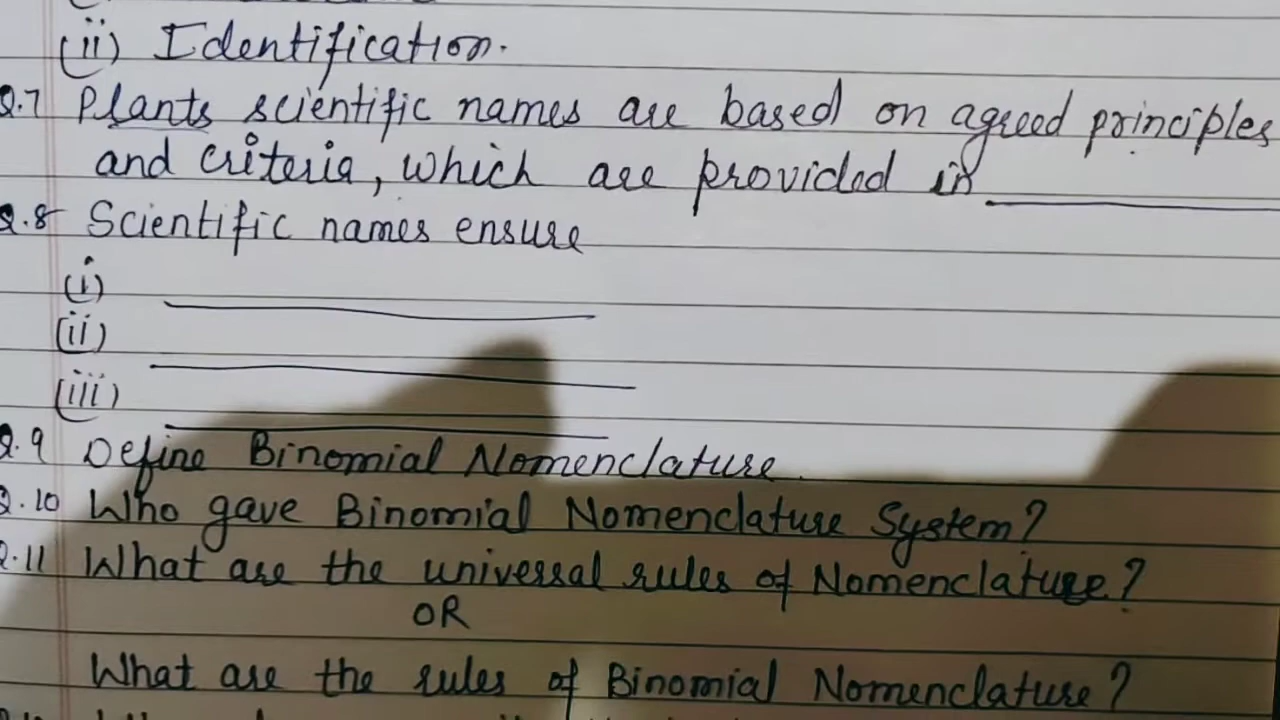 (ii) Identification.
Q.7 Plants scientific names are based on agreed principles
and criteria, which are provided in
Q.8 Scientific names ensure
(i)
(ii)
(iii)
Q.9 Define Binomial Nomenclature.
Q.10 Who gave Binomial Nomenclature System?
Q.11 What are the universal rules of Nomenclature?
OR
What are the rules of Binomial Nomenclature?